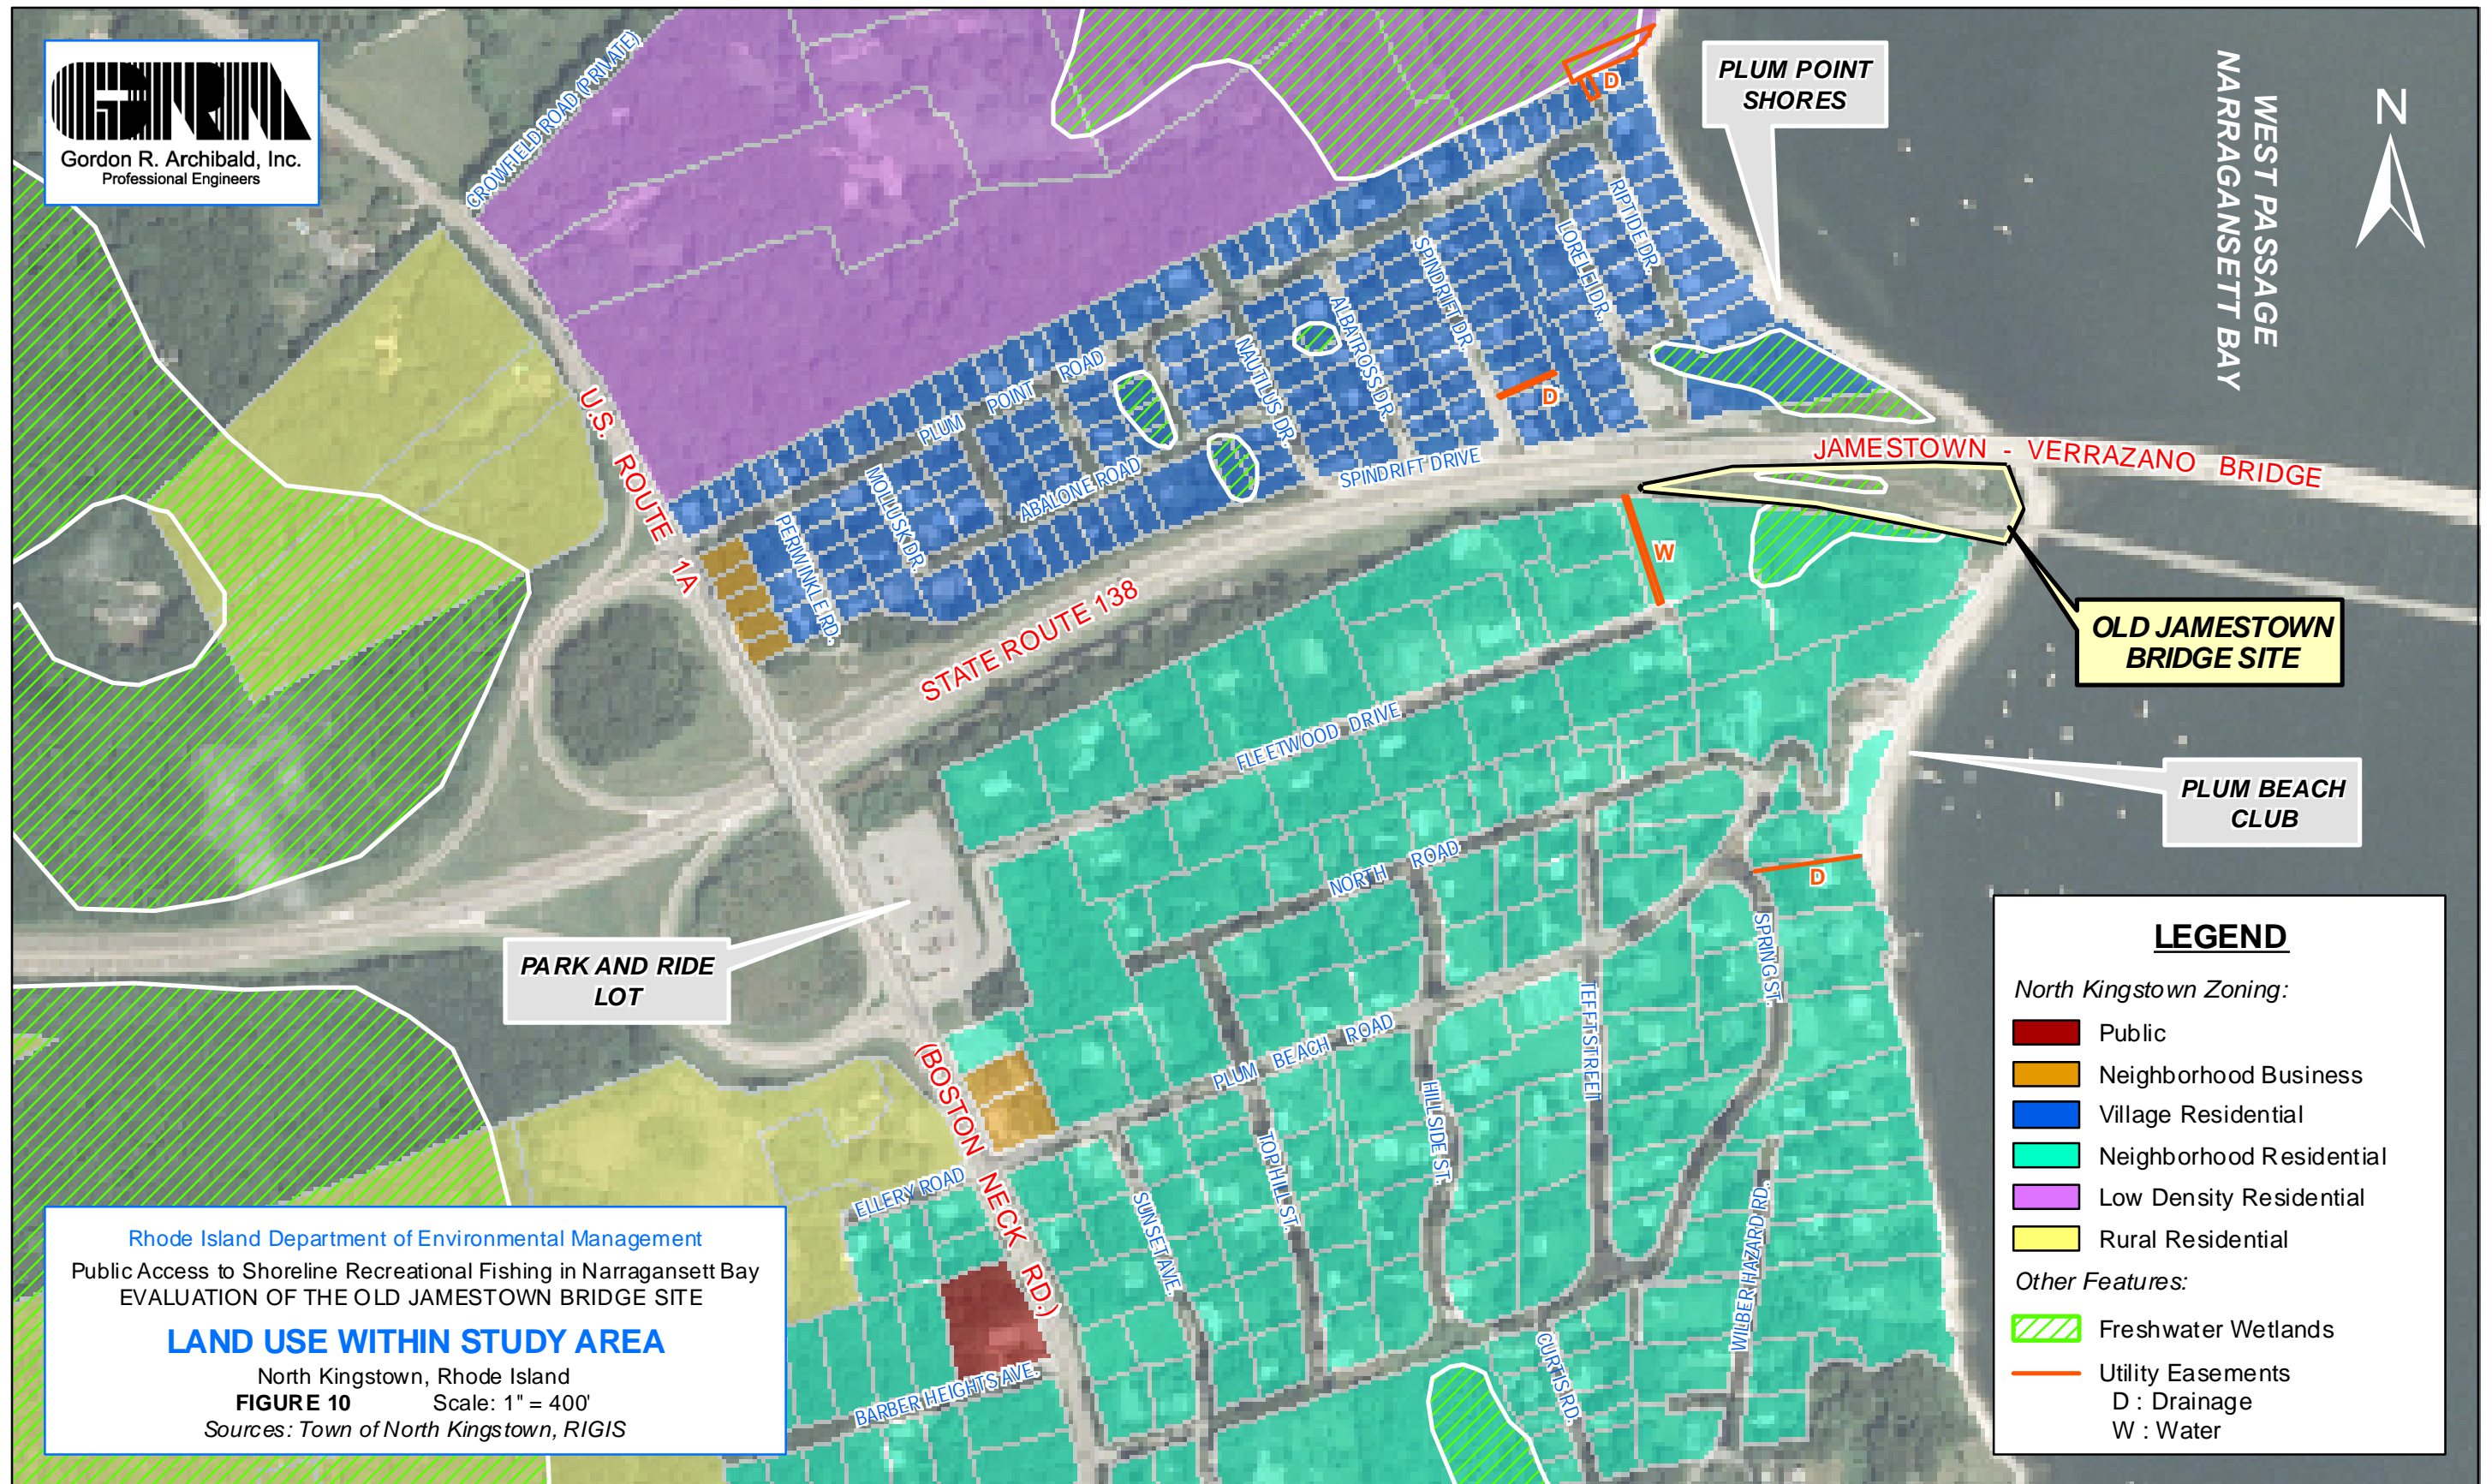 GRA
Gordon R. Archibald, Inc.
Professional Engineers
CROWFIELD ROAD (PRIVATE)
D
PLUM POINT
SHORES
WEST PASSAGE
NARRAGANSETT BAY
N
RIPTIDE DR.
LORELEI DR.
SPINDRIFT DR.
ALBATROSS DR.
NAUTILUS DR.
D
PLUM POINT ROAD
MOLLUSK DR.
ABALONE ROAD
PERIWINKLE RD.
SPINDRIFT DRIVE
U.S. ROUTE 1A
JAMESTOWN - VERRAZANO BRIDGE
W
STATE ROUTE 138
OLD JAMESTOWN
BRIDGE SITE
FLEETWOOD DRIVE
PLUM BEACH
CLUB
NORTH ROAD
D
PARK AND RIDE
LOT
SPRING ST.
TEFFT STREET
PLUM BEACH ROAD
HILLSIDE ST.
(BOSTON NECK RD.)
TOPHILL ST.
ELLERY ROAD
SUNSET AVE.
WILBER HAZARD RD.
CURTIS RD.
BARBER HEIGHTS AVE.
Rhode Island Department of Environmental Management
Public Access to Shoreline Recreational Fishing in Narragansett Bay
EVALUATION OF THE OLD JAMESTOWN BRIDGE SITE
LAND USE WITHIN STUDY AREA
North Kingstown, Rhode Island
FIGURE 10 Scale: 1" = 400'
Sources: Town of North Kingstown, RIGIS
LEGEND
North Kingstown Zoning:
Public
Neighborhood Business
Village Residential
Neighborhood Residential
Low Density Residential
Rural Residential
Other Features:
Freshwater Wetlands
Utility Easements
D : Drainage
W : Water